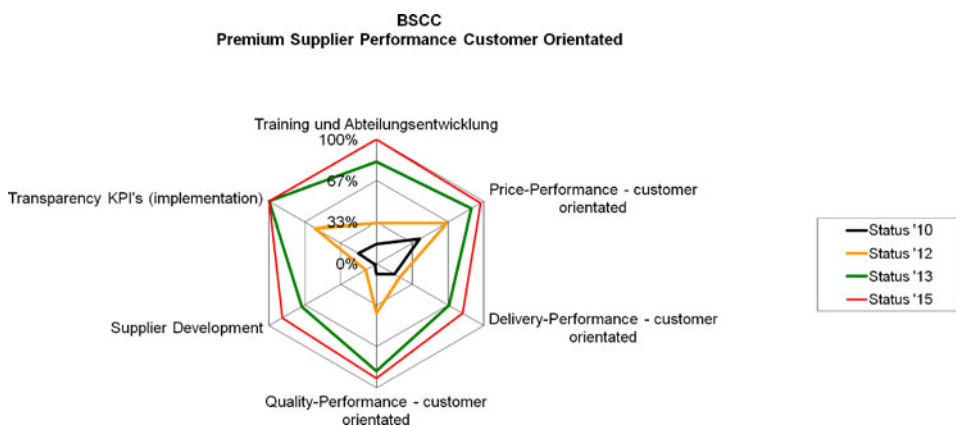 BSCC
Premium Supplier Performance Customer Orientated
Training und Abteilungsentwicklung
100%
67%
33%
0%
Price-Performance - customer
orientated
Delivery-Performance - customer
orientated
Quality-Performance - customer
orientated
Supplier Development
Transparency KPI's (implementation)
Status '10
Status '12
Status '13
Status '15